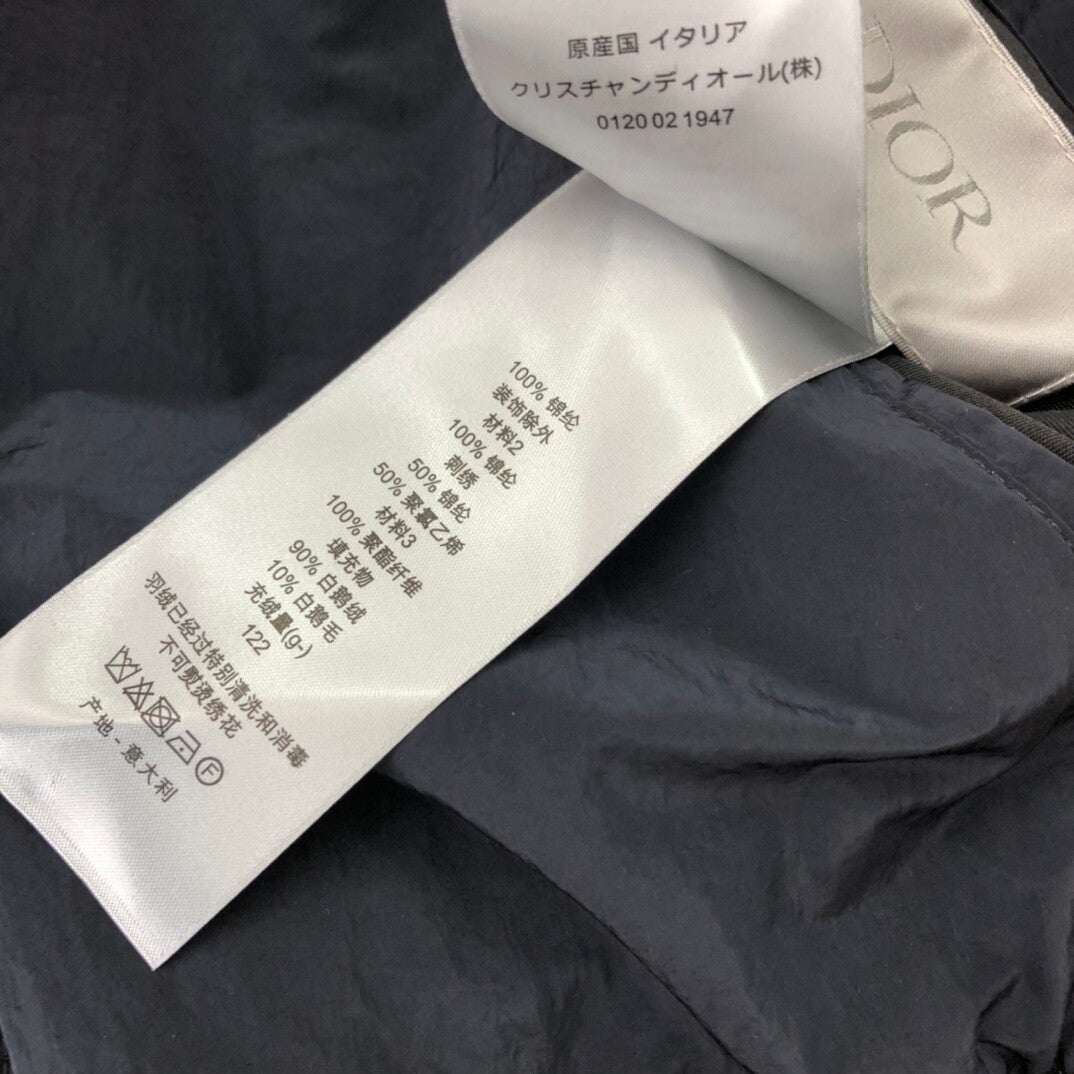 原産国 イタリア
クリスチャンディオール(株)
0120 02 1947
DIOR
100% 锦纶
装饰除外
材料2
100% 锦纶
刺绣
50% 锦纶
50% 聚氯乙烯
材料3
100% 聚酯纤维
填充物
90% 白鹅绒
10% 白鹅毛
充绒量(g-)
122
羽绒已经过特别清洗和消毒
不可熨烫绣花
F
产地 - 意大利